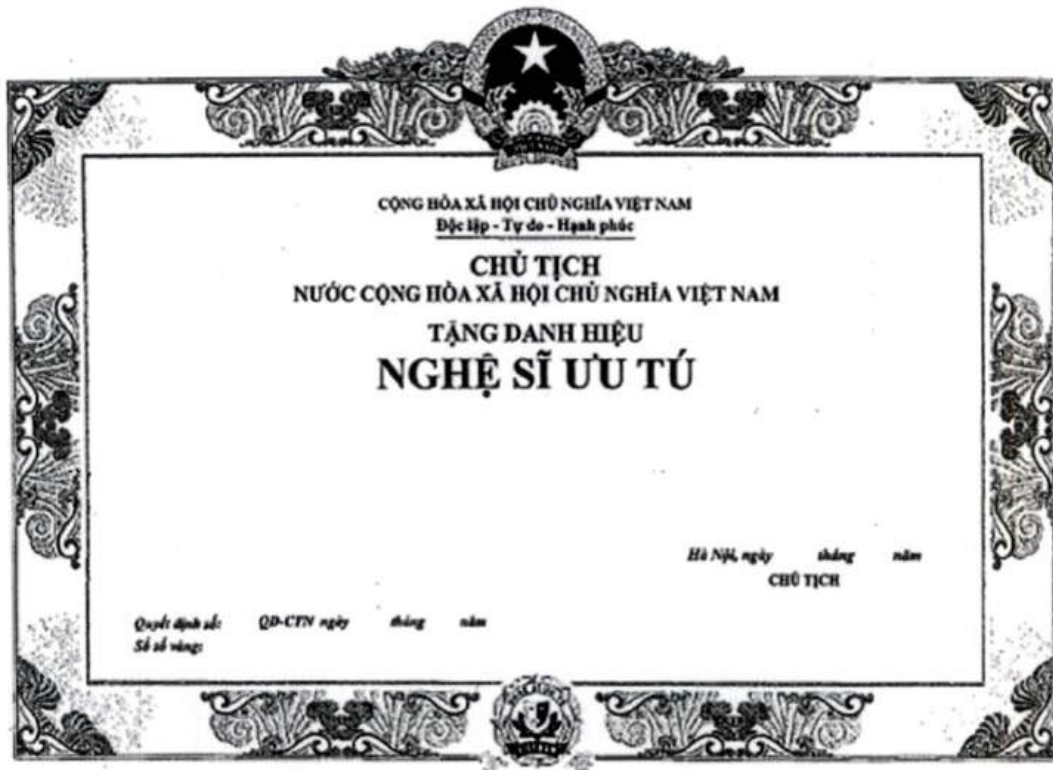 CỘNG HÒA XÃ HỘI CHỦ NGHĨA VIỆT NAM
Độc lập - Tự do - Hạnh phúc
CHỦ TỊCH
NƯỚC CỘNG HÒA XÃ HỘI CHỦ NGHĨA VIỆT NAM
TẶNG DANH HIỆU
NGHỆ SĨ ƯU TÚ
Hà Nội, ngày tháng năm
CHỦ TỊCH
Quyết định số: QĐ-CTN ngày tháng năm
Số sổ vàng: